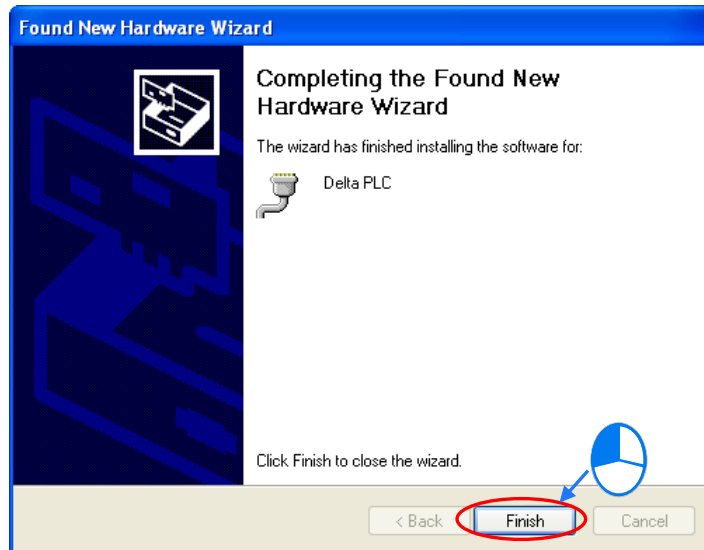 Found New Hardware Wizard
Completing the Found New
Hardware Wizard
The wizard has finished installing the software for:
Delta PLC
Click Finish to close the wizard.
< Back
Finish
Cancel